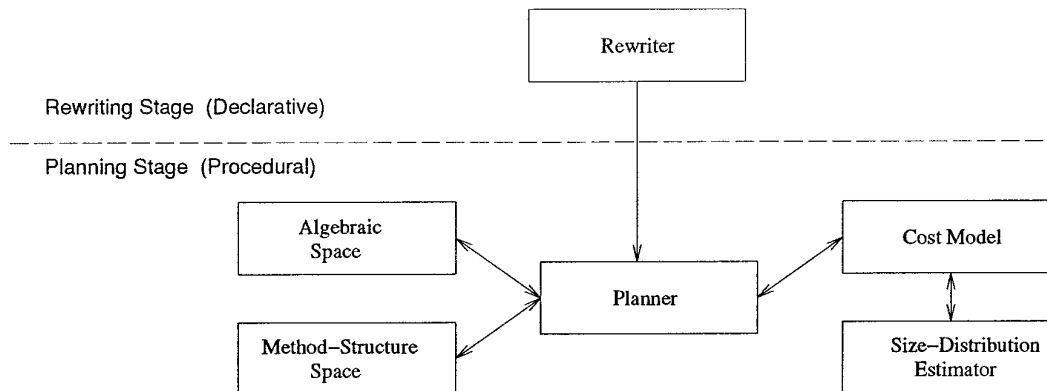 Rewriter
Rewriting Stage (Declarative)
Planning Stage (Procedural)
Algebraic
Space
Cost Model
Planner
Method−Structure
Space
Size−Distribution
Estimator